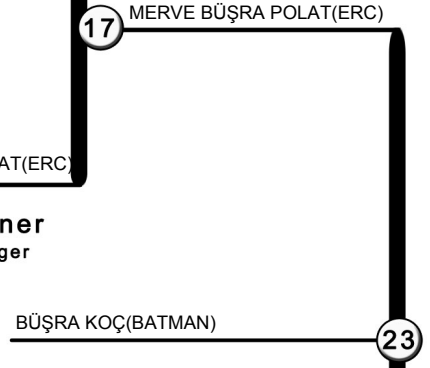 17
MERVE BÜŞRA POLAT(ERC)
AT(ERC)
ner
ger
BÜŞRA KOÇ(BATMAN)
23